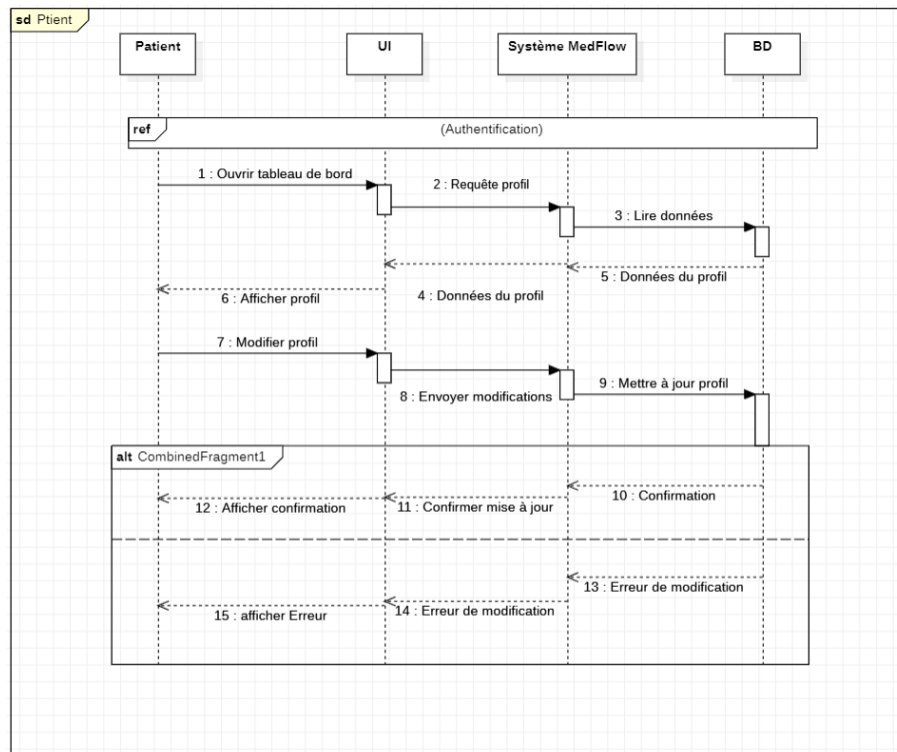 sd Ptient
Patient
UI
Système MedFlow
BD
ref
(Authentification)
1 : Ouvrir tableau de bord
2 : Requête profil
3 : Lire données
5 : Données du profil
6 : Afficher profil
4 : Données du profil
7 : Modifier profil
8 : Envoyer modifications
9 : Mettre à jour profil
alt CombinedFragment1
10 : Confirmation
12 : Afficher confirmation
11 : Confirmer mise à jour
13 : Erreur de modification
14 : Erreur de modification
15 : afficher Erreur